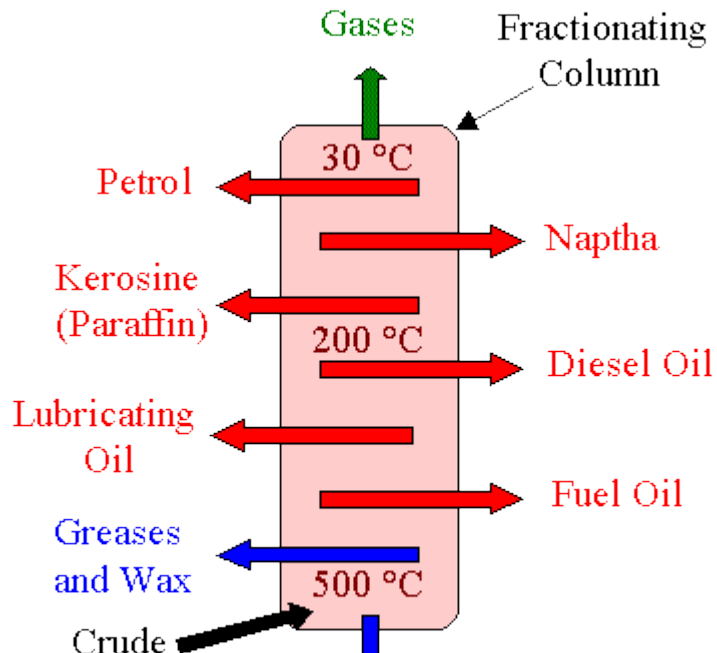 Gases
Fractionating
Column
30 °C
Petrol
Naptha
Kerosine
(Paraffin)
200 °C
Diesel Oil
Lubricating
Oil
Fuel Oil
Greases
and Wax
500 °C
Crude